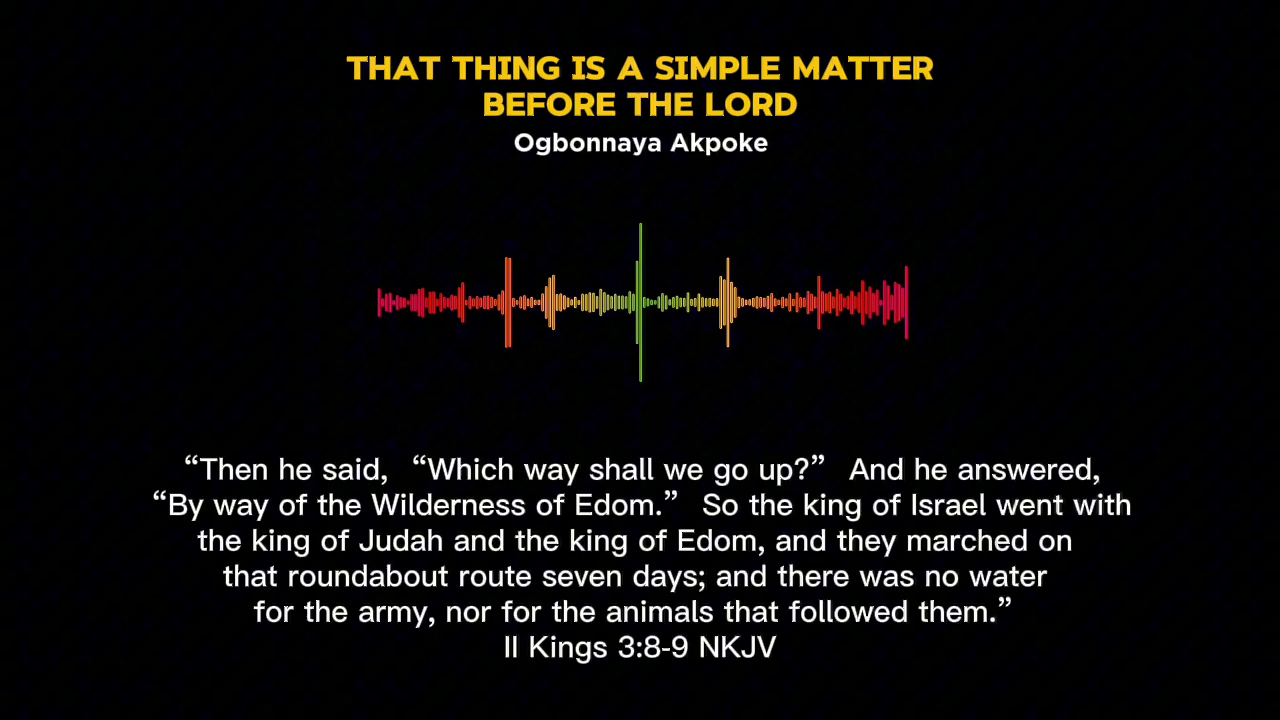 THAT THING IS A SIMPLE MATTER
BEFORE THE LORD
Ogbonnaya Akpoke
“Then he said, “Which way shall we go up?” And he answered,
“By way of the Wilderness of Edom.” So the king of Israel went with
the king of Judah and the king of Edom, and they marched on
that roundabout route seven days; and there was no water
for the army, nor for the animals that followed them.”
II Kings 3:8-9 NKJV